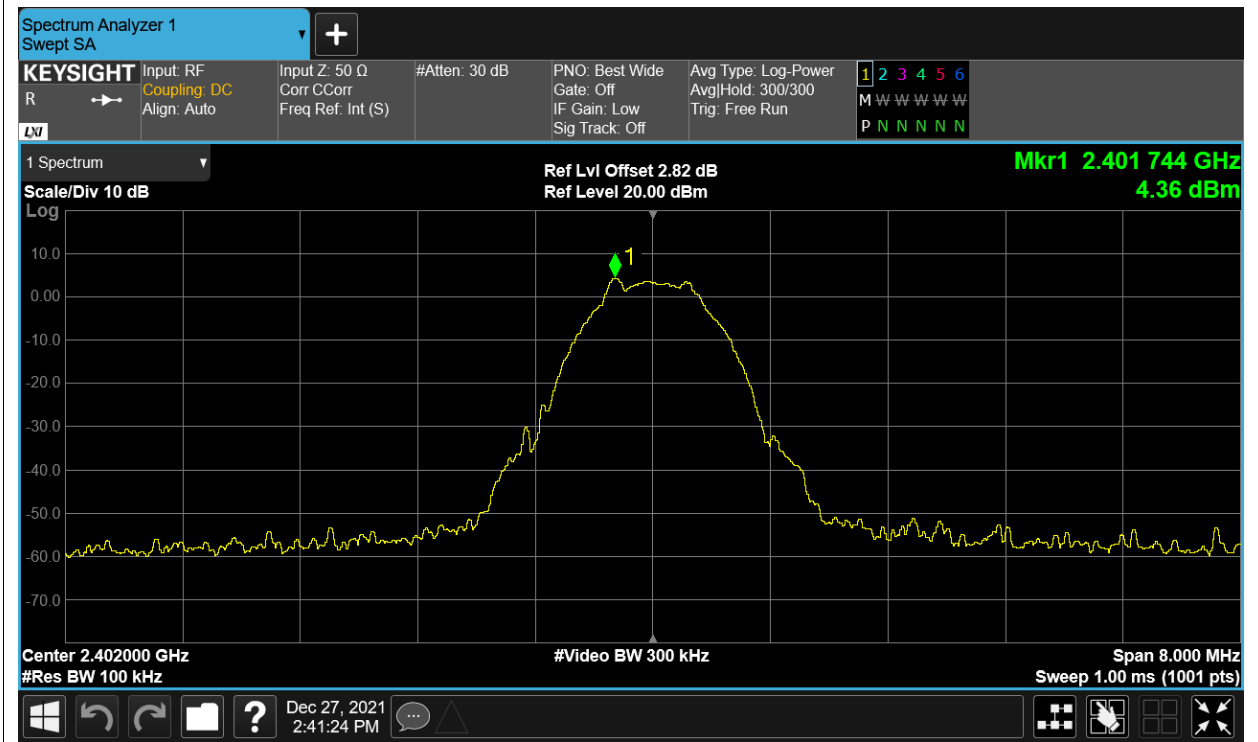 Spectrum Analyzer 1
Swept SA
+
KEYSIGHT
R
LXI
Input: RF
Coupling: DC
Align: Auto
Input Z: 50 Ω
Corr CCorr
Freq Ref: Int (S)
#Atten: 30 dB
PNO: Best Wide
Gate: Off
IF Gain: Low
Sig Track: Off
Avg Type: Log-Power
Avg|Hold: 300/300
Trig: Free Run
1 2 3 4 5 6
M W W W W W
P N N N N N
1 Spectrum
Scale/Div 10 dB
Log
Ref Lvl Offset 2.82 dB
Ref Level 20.00 dBm
Mkr1 2.401 744 GHz
4.36 dBm
1
10.0
0.00
-10.0
-20.0
-30.0
-40.0
-50.0
-60.0
-70.0
Center 2.402000 GHz
#Res BW 100 kHz
#Video BW 300 kHz
Span 8.000 MHz
Sweep 1.00 ms (1001 pts)
?
Dec 27, 2021
2:41:24 PM